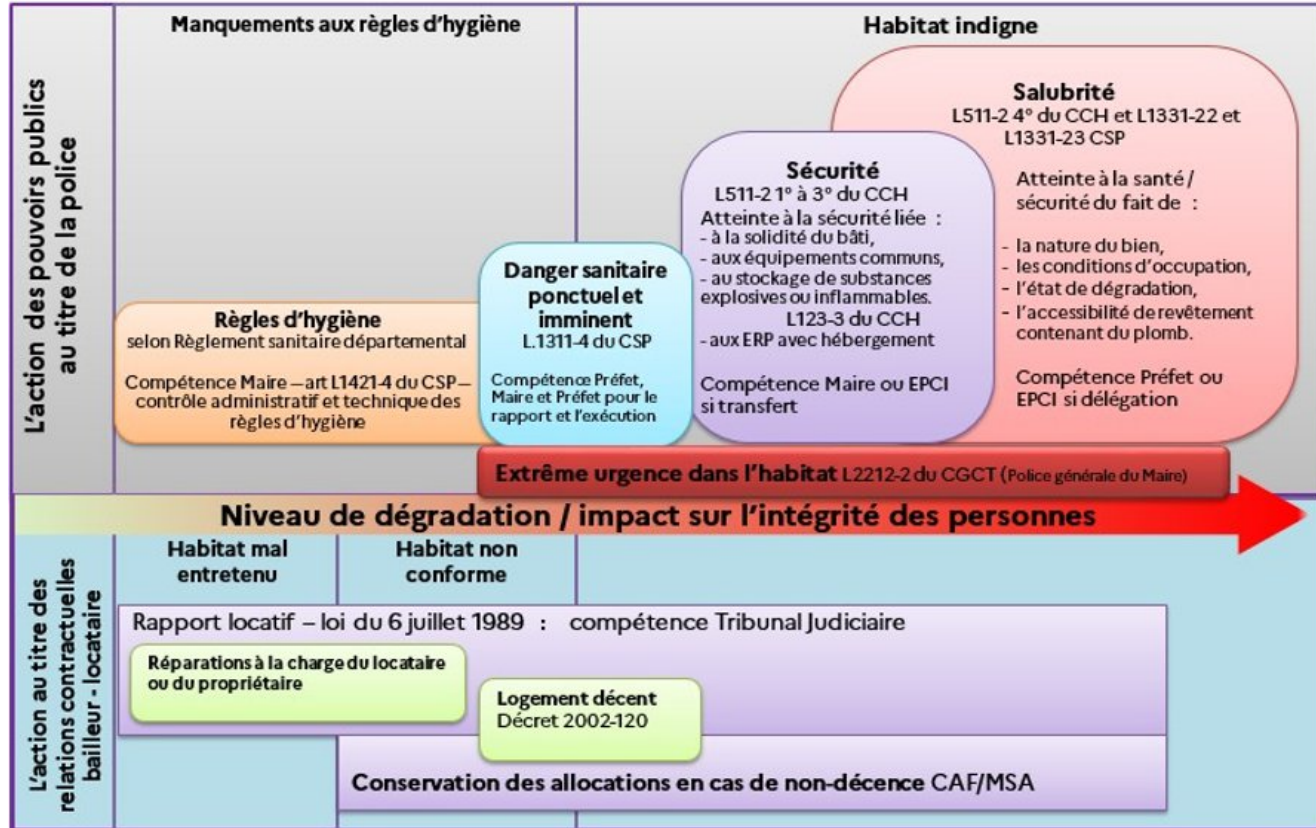 L'action des pouvoirs publics
au titre de la police
Manquements aux règles d'hygiène
Habitat indigne
Règles d'hygiène
selon Règlement sanitaire départemental
Compétence Maire – art L1421-4 du CSP –
contrôle administratif et technique des
règles d'hygiène
Danger sanitaire
ponctuel et
imminent
L.1311-4 du CSP
Compétence Préfet,
Maire et Préfet pour le
rapport et l'exécution
Sécurité
L511-2 1° à 3° du CCH
Atteinte à la sécurité liée :
- à la solidité du bâti,
- aux équipements communs,
- au stockage de substances
explosives ou inflammables.
L123-3 du CCH
- aux ERP avec hébergement
Compétence Maire ou EPCI
si transfert
Salubrité
L511-2 4° du CCH et L1331-22 et
L1331-23 CSP
Atteinte à la santé /
sécurité du fait de :
- la nature du bien,
- les conditions d'occupation,
- l'état de dégradation,
- l'accessibilité de revêtement
contenant du plomb.
Compétence Préfet ou
EPCI si délégation
Extrême urgence dans l'habitat L2212-2 du CGCT (Police générale du Maire)
Niveau de dégradation / impact sur l'intégrité des personnes
L'action au titre des
relations contractuelles
bailleur - locataire
Habitat mal
entretenu
Habitat non
conforme
Rapport locatif – loi du 6 juillet 1989 : compétence Tribunal Judiciaire
Réparations à la charge du locataire
ou du propriétaire
Logement décent
Décret 2002-120
Conservation des allocations en cas de non-décence CAF/MSA